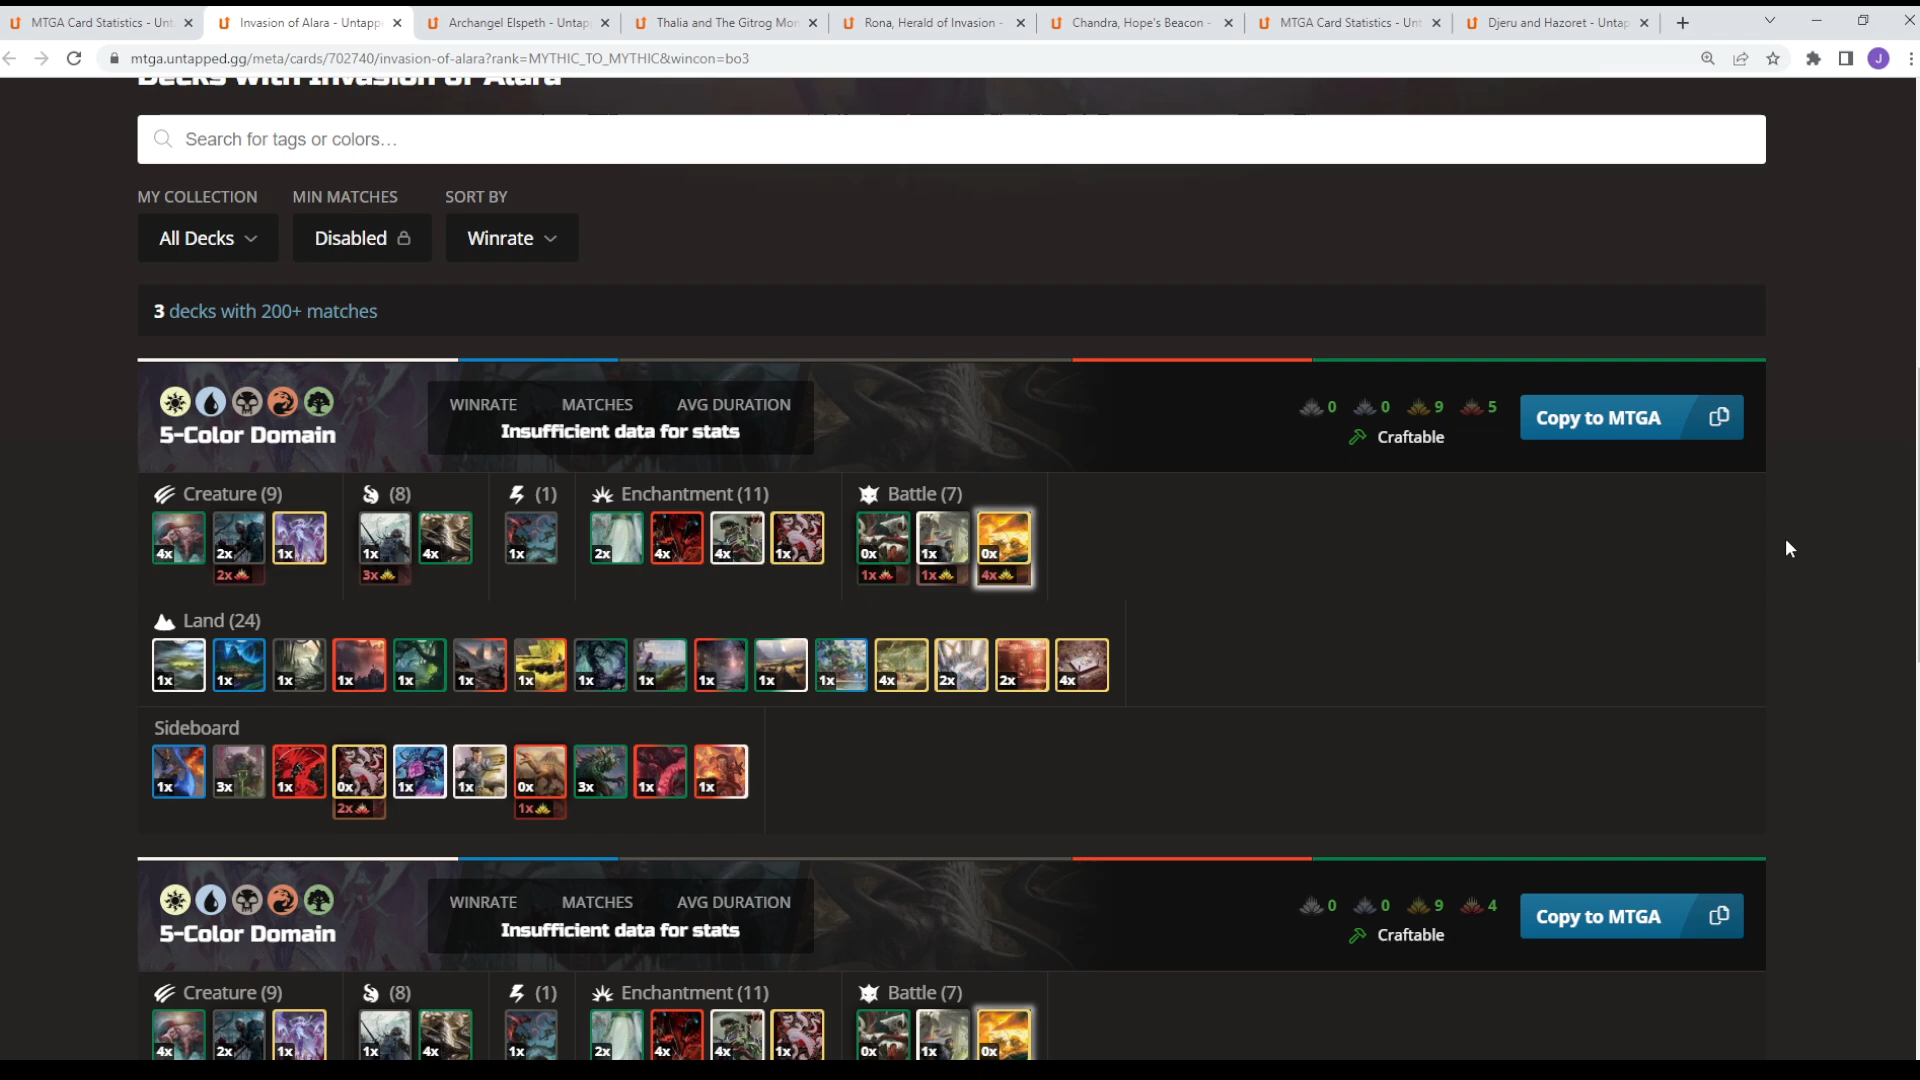 MTGA Card Statistics - Unt
Invasion of Alara - Untapp
Archangel Elspeth - Untap
Thalia and The Gitrog Mon
Rona, Herald of Invasion -
Chandra, Hope's Beacon -
MTGA Card Statistics - Unt
Djeru and Hazoret - Untap
mtga.untapped.gg/meta/cards/702740/invasion-of-alara?rank=MYTHIC_TO_MYTHIC&wincon=bo3
J
Decks with Invasion of Alara
Search for tags or colors...
MY COLLECTION MIN MATCHES SORT BY
All Decks Disabled Winrate
3 decks with 200+ matches
WINRATE MATCHES AVG DURATION
0 0 9 5
Copy to MTGA
5-Color Domain
Insufficient data for stats
Craftable
Creature (9) (8) (1) Enchantment (11) Battle (7)
4x 2x 1x 1x 4x 1x 2x 4x 4x 1x 0x 1x 0x
2x 3x 1x 1x 4x
Land (24)
1x 1x 1x 1x 1x 1x 1x 1x 1x 1x 1x 1x 4x 2x 2x 4x
Sideboard
1x 3x 1x 0x 1x 1x 0x 3x 1x 1x
2x 1x
WINRATE MATCHES AVG DURATION
0 0 9 4
Copy to MTGA
5-Color Domain
Insufficient data for stats
Craftable
Creature (9) (8) (1) Enchantment (11) Battle (7)
4x 2x 1x 1x 4x 1x 2x 4x 4x 1x 0x 1x 0x